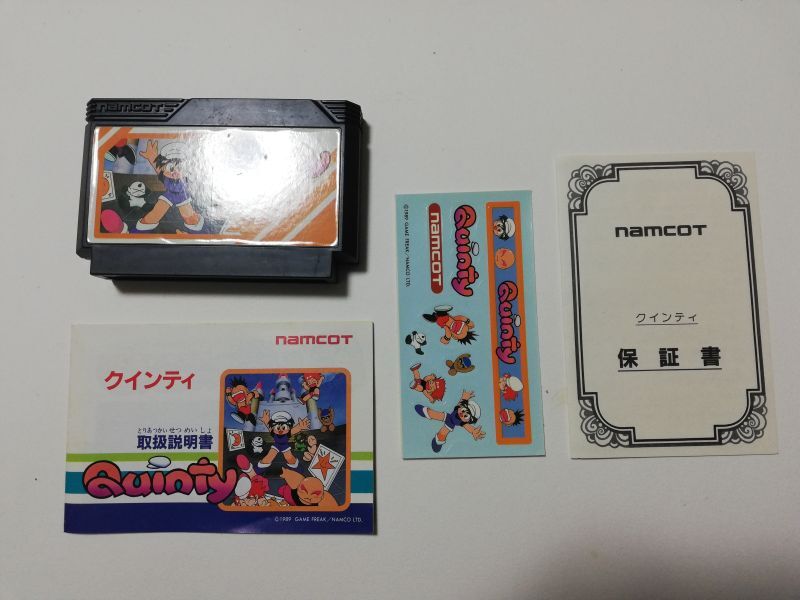 namcot
namcot
クインティ
とりあつかいせつめいしょ
取扱説明書
Quinty
©1989 GAME FREAK/NAMCO LTD.
©1989 GAME FREAK/NAMCO LTD.
namcot
Quinty
Quinty
namcot
クインティ
保証書